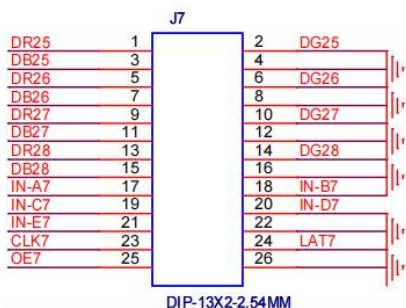 J7
DR25 1 2 DG25
DB25 3 4
DR26 5 6 DG26
DB26 7 8
DR27 9 10 DG27
DB27 11 12
DR28 13 14 DG28
DB28 15 16
IN-A7 17 18 IN-B7
IN-C7 19 20 IN-D7
IN-E7 21 22
CLK7 23 24 LAT7
OE7 25 26
DIP-13X2-2.54MM